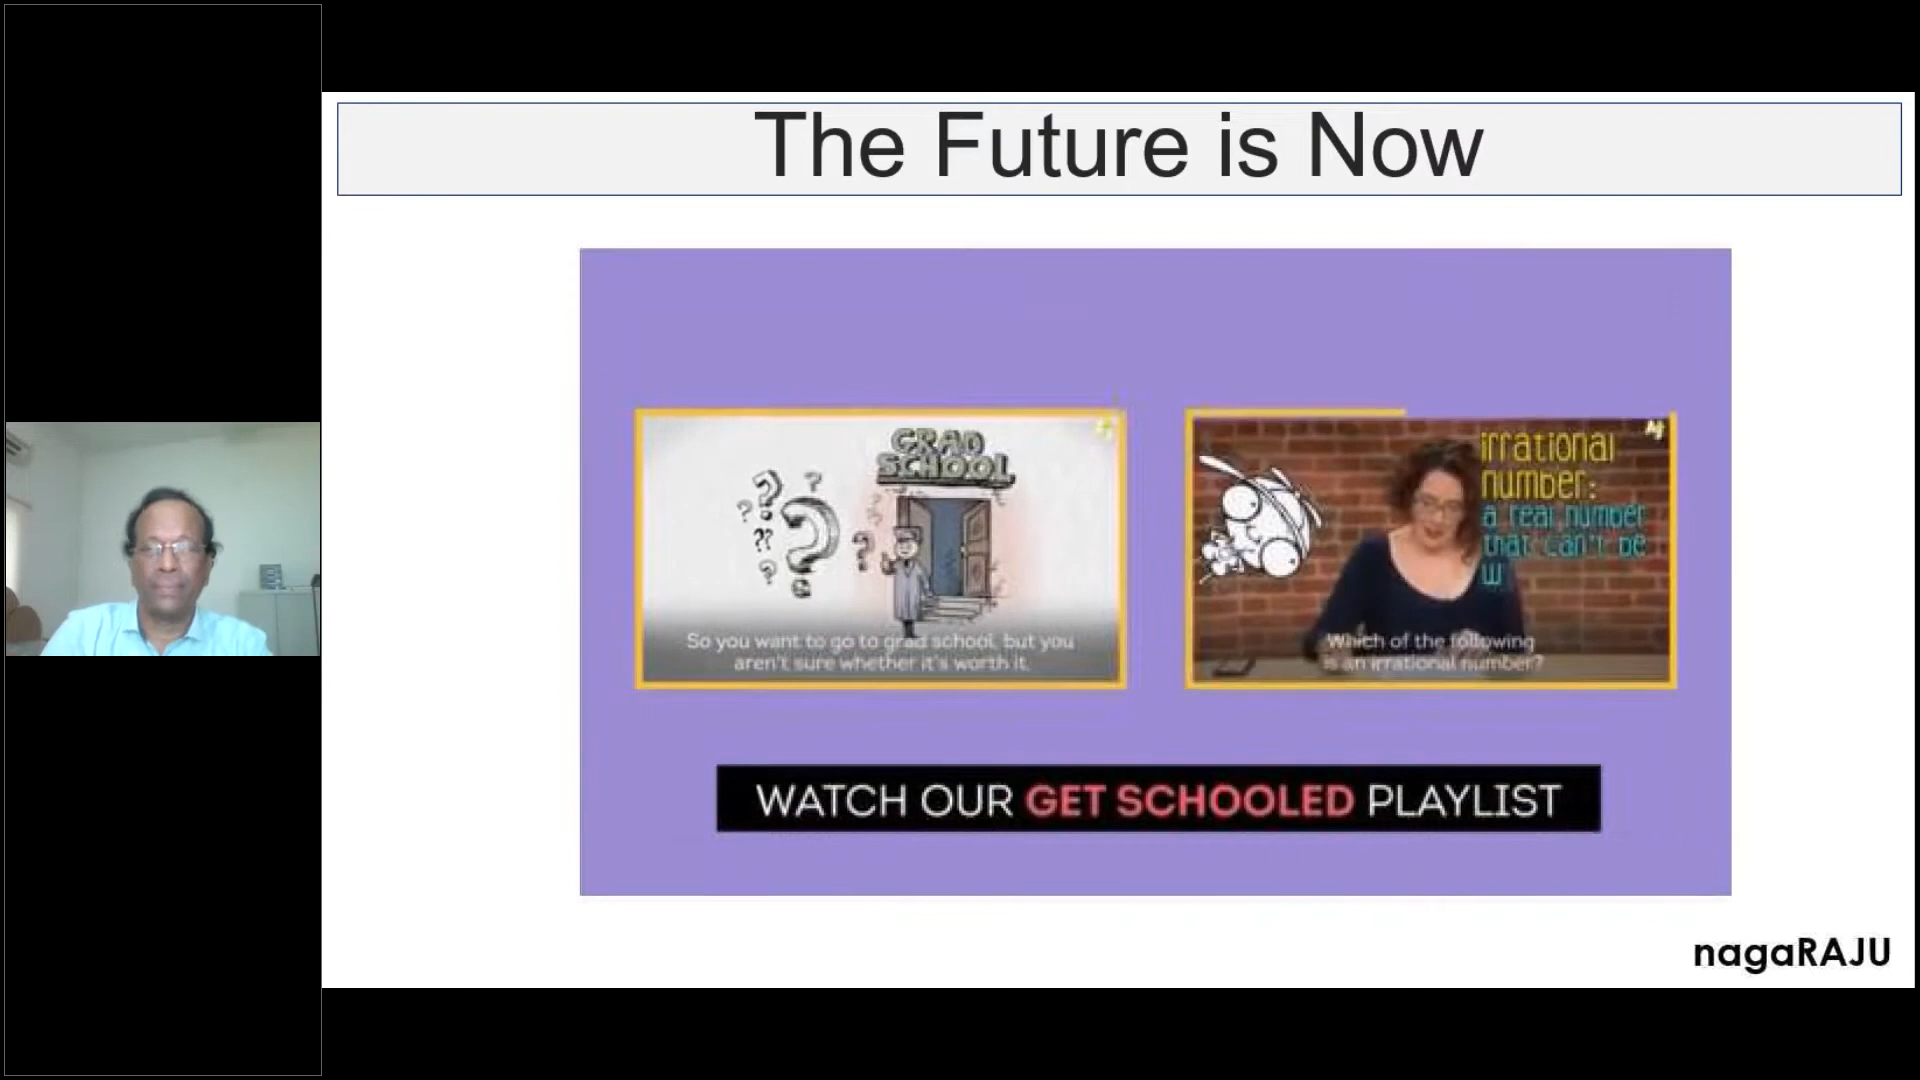 The Future is Now
GRAD
SCHOOL
So you want to go to grad school, but you
aren't sure whether it's worth it.
irrational
number:
a real number
that can't be
w
Which of the following
is an irrational number?
WATCH OUR GET SCHOOLED PLAYLIST
nagaRAJU